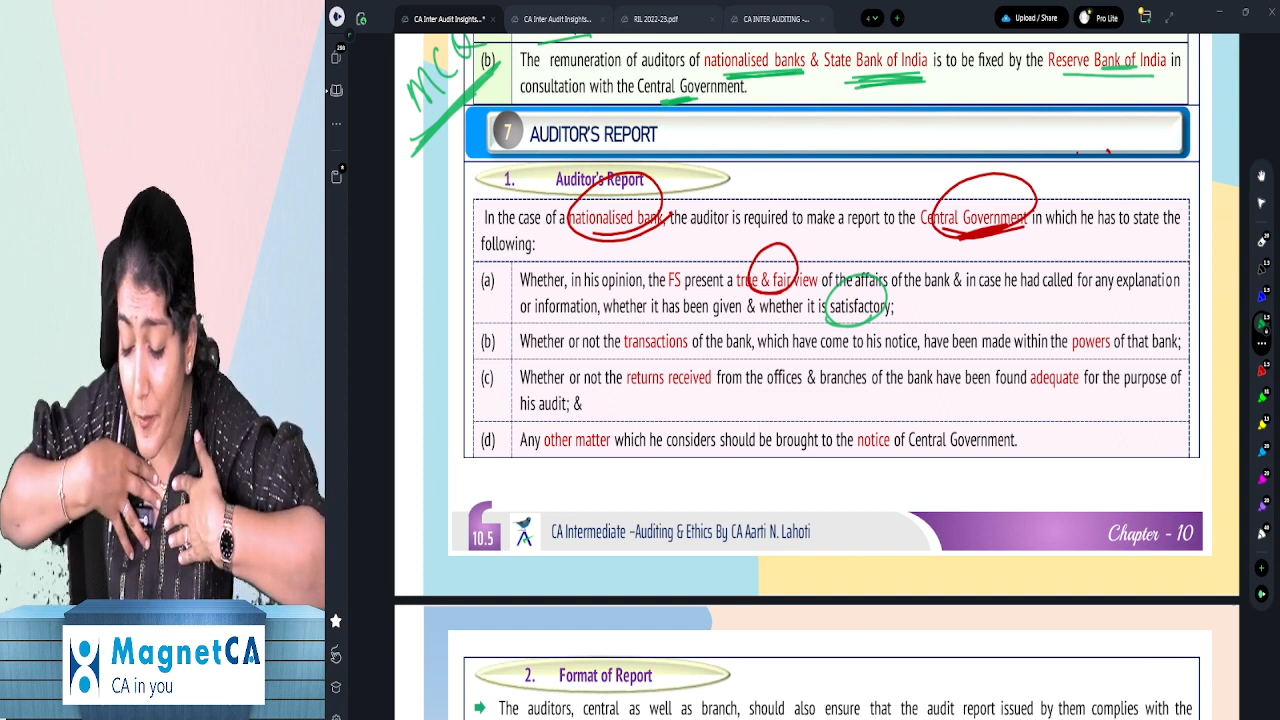 CA Inter Audit Insights...*
CA Inter Audit Insights...
RIL 2022-23.pdf
CA INTER AUDITING -...
4
Upload / Share
Pro Lite
MCQ
(b) The remuneration of auditors of nationalised banks & State Bank of India is to be fixed by the Reserve Bank of India in
consultation with the Central Government.
7 AUDITOR'S REPORT
1. Auditor's Report
In the case of a nationalised bank, the auditor is required to make a report to the Central Government in which he has to state the
following:
(a) Whether, in his opinion, the FS present a true & fair view of the affairs of the bank & in case he had called for any explanation
or information, whether it has been given & whether it is satisfactory;
(b) Whether or not the transactions of the bank, which have come to his notice, have been made within the powers of that bank;
(c) Whether or not the returns received from the offices & branches of the bank have been found adequate for the purpose of
his audit; &
(d) Any other matter which he considers should be brought to the notice of Central Government.
10.5 CA Intermediate –Auditing & Ethics By CA Aarti N. Lahoti Chapter - 10
MagnetCA
CA in you
2. Format of Report
The auditors, central as well as branch, should also ensure that the audit report issued by them complies with the